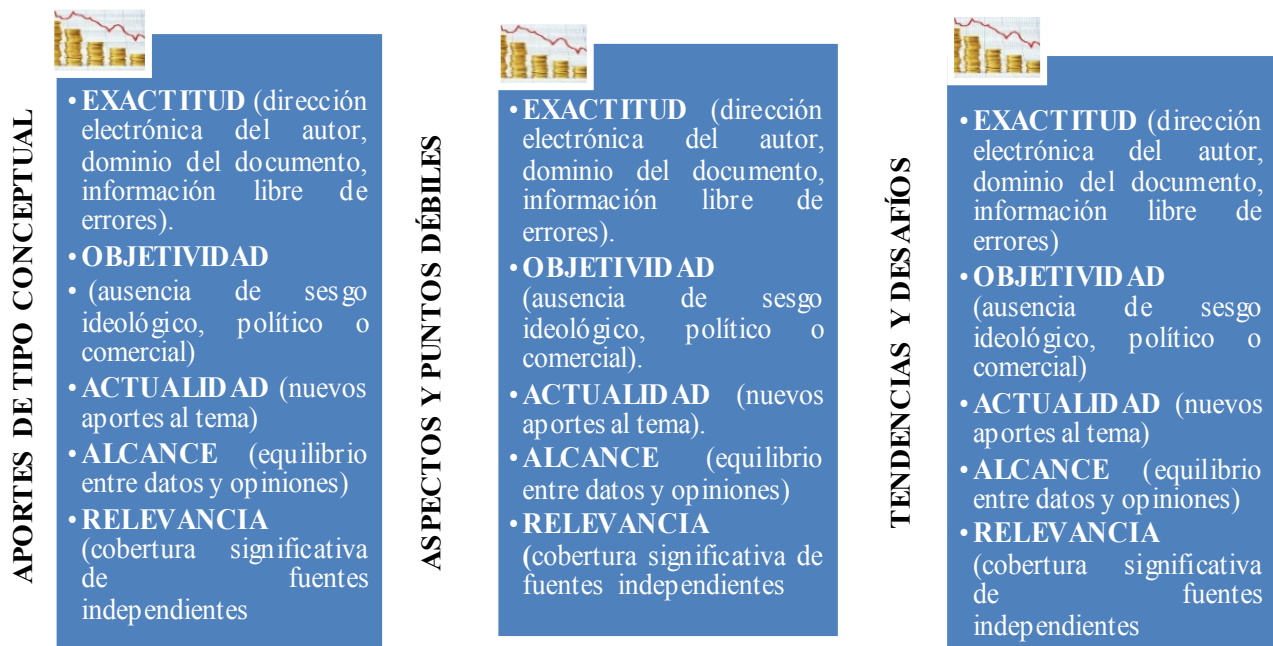 APORTES DE TIPO CONCEPTUAL
• EXACTITUD (dirección
electrónica del autor,
dominio del documento,
información libre de
errores).
• OBJETIVIDAD
• (ausencia de sesgo
ideológico, político o
comercial)
• ACTUALIDAD (nuevos
aportes al tema)
• ALCANCE (equilibrio
entre datos y opiniones)
• RELEVANCIA
(cobertura significativa
de fuentes
independientes
ASPECTOS Y PUNTOS DÉBILES
• EXACTITUD (dirección
electrónica del autor,
dominio del documento,
información libre de
errores).
• OBJETIVIDAD
(ausencia de sesgo
ideológico, político o
comercial).
• ACTUALIDAD (nuevos
aportes al tema).
• ALCANCE (equilibrio
entre datos y opiniones)
• RELEVANCIA
(cobertura significativa de
fuentes independientes
TENDENCIAS Y DESAFÍOS
• EXACTITUD (dirección
electrónica del autor,
dominio del documento,
información libre de
errores)
• OBJETIVIDAD
(ausencia de sesgo
ideológico, político o
comercial)
• ACTUALIDAD (nuevos
aportes al tema)
• ALCANCE (equilibrio
entre datos y opiniones)
• RELEVANCIA
(cobertura significativa
de fuentes
independientes